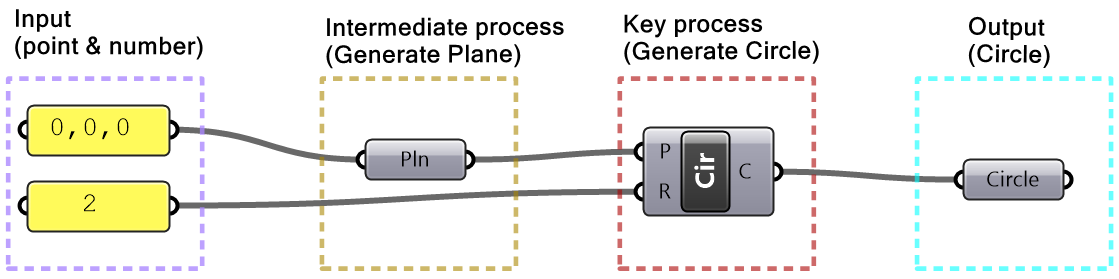 Input
(point & number)
Intermediate process
(Generate Plane)
Key process
(Generate Circle)
Output
(Circle)
0,0,0
2
Pln
P
R
Cir
C
Circle